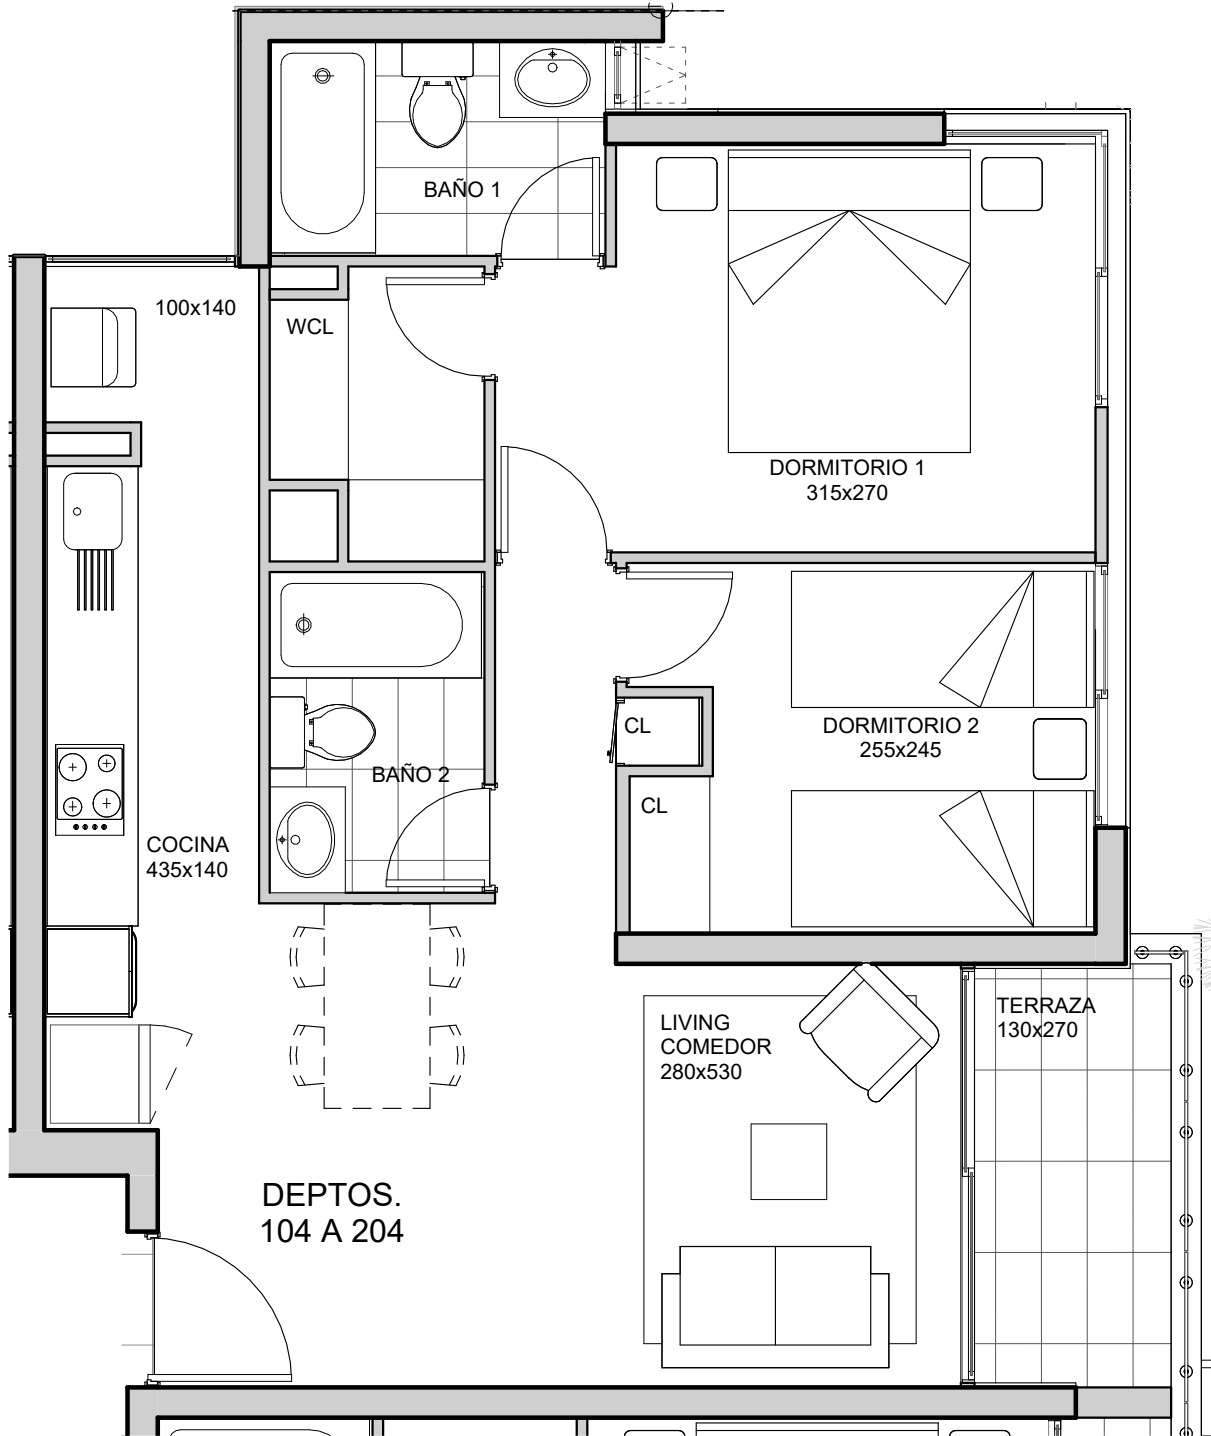 BAÑO 1
100x140
WCL
DORMITORIO 1
315x270
CL
DORMITORIO 2
255x245
BAÑO 2
CL
COCINA
435x140
LIVING
COMEDOR
280x530
TERRAZA
130x270
DEPTOS.
104 A 204